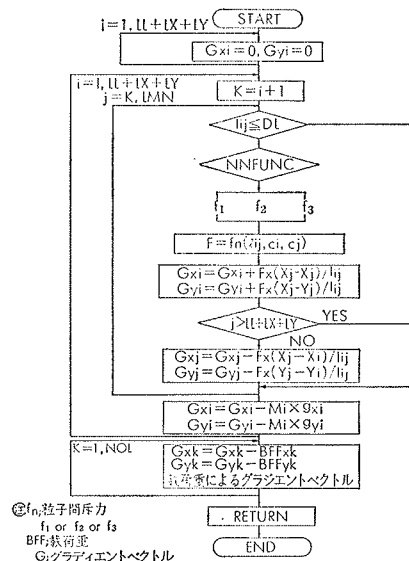 START
i=1, LL+LX+LY
Gxi=0, Gyi=0
i=1, LL+LX+LY
K=i+1
j=K, LMN
lij≦DL
NNFUNC
f1 f2 f3
F=fn(lij, ci, cj)
Gxi=Gxi+Fx(Xj-Xj)/lij
Gyi=Gyi+Fx(Xj-Yj)/lij
j>LL+LX+LY
YES
NO
Gxj=Gxj-Fx(Xj-Xi)/lij
Gyj=Gyj-Fx(Yj-Yi)/lij
Gxi=Gxi-Mi×gxi
Gyi=Gyi-Mi×gyi
K=1, NOL
Gxk=Gxk-BFFxk
Gyk=Gyk-BFFyk
載荷重によるグラジエントベクトル
RETURN
END
㊟fn;粒子間斥力
f1 or f2 or f3
BFF;載荷重
G;グラディエントベクトル